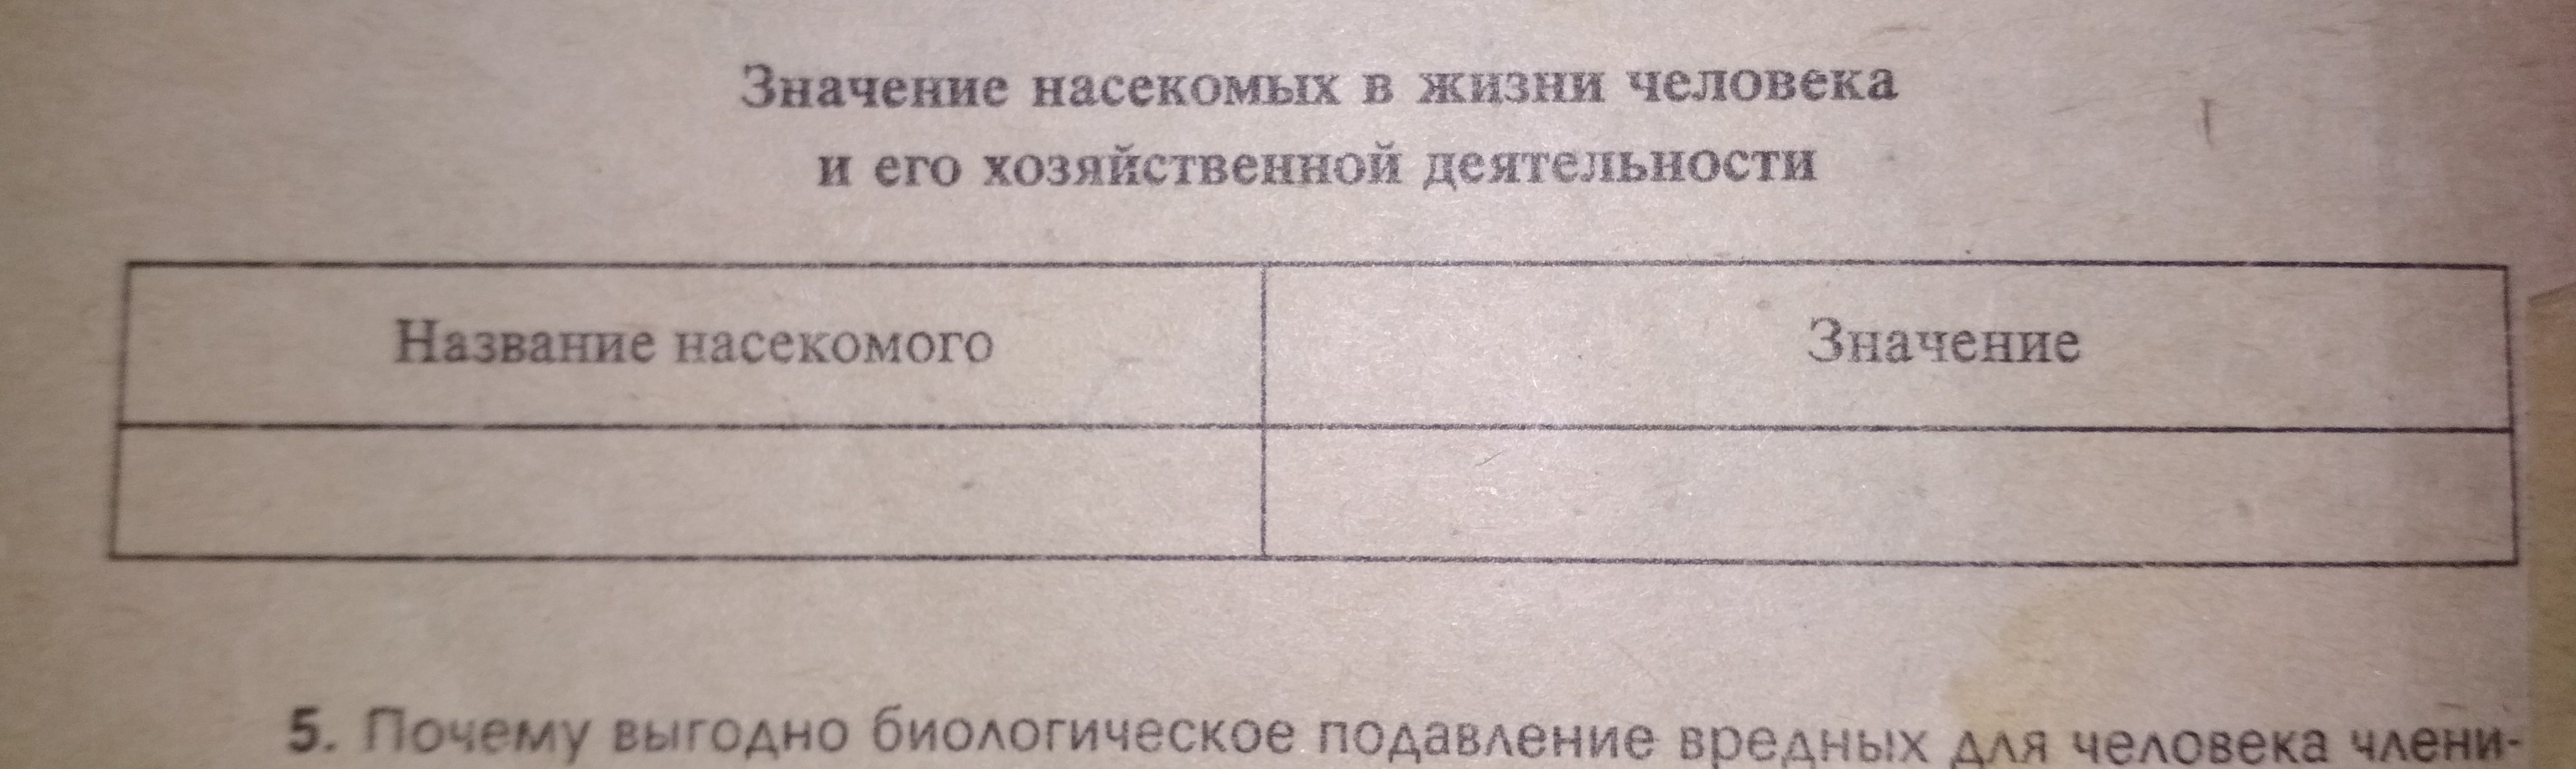 Значение насекомых в жизни человека
и его хозяйственной деятельности
Название насекомого Значение
5. Почему выгодно биологическое подавление вредных для человека члени-